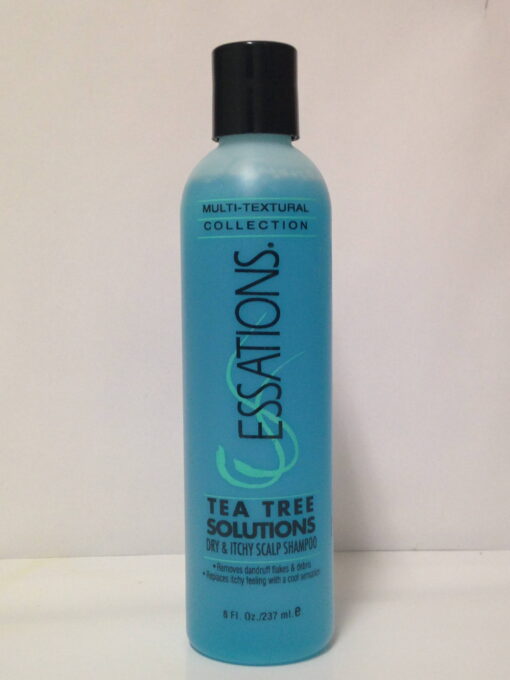 MULTI-TEXTURAL
COLLECTION
ESSATIONS®
TEA TREE
SOLUTIONS
DRY & ITCHY SCALP SHAMPOO
• Removes dandruff flakes & debris
• Replaces itchy feeling with a cool sensation
8 Fl. Oz./237 ml.e